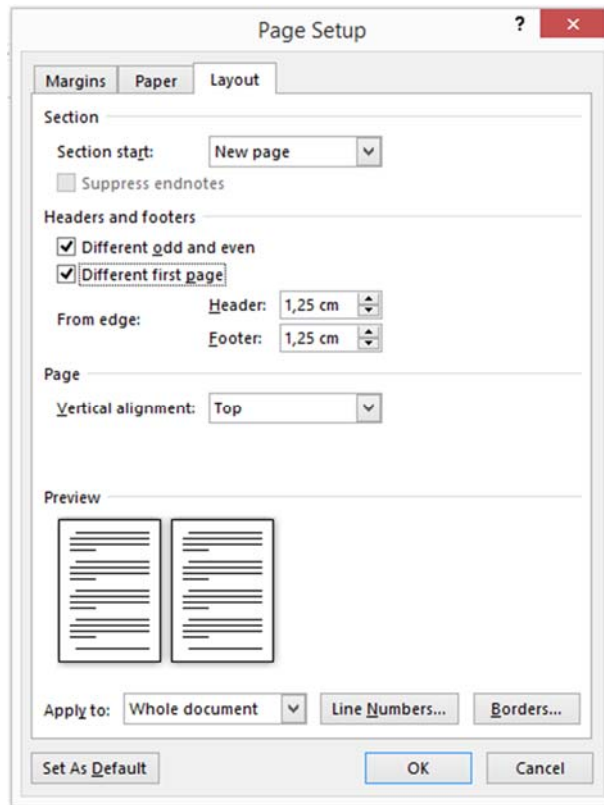 Page Setup ?
Margins Paper Layout
Section
Section start: New page
Suppress endnotes
Headers and footers
Different odd and even
Different first page
Header: 1,25 cm
From edge:
Footer: 1,25 cm
Page
Vertical alignment: Top
Preview
Apply to: Whole document Line Numbers... Borders...
Set As Default OK Cancel